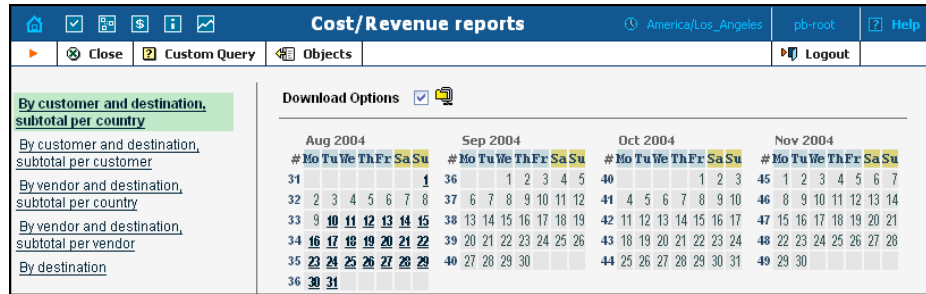 Cost/Revenue reports America/Los_Angeles pb-root ? Help
Close ? Custom Query Objects Logout
By customer and destination,
subtotal per country
By customer and destination,
subtotal per customer
By vendor and destination,
subtotal per country
By vendor and destination,
subtotal per vendor
By destination
Download Options
Aug 2004
# Mo Tu We Th Fr Sa Su
31 1
32 2 3 4 5 6 7 8
33 9 10 11 12 13 14 15
34 16 17 18 19 20 21 22
35 23 24 25 26 27 28 29
36 30 31
Sep 2004
# Mo Tu We Th Fr Sa Su
36 1 2 3 4 5
37 6 7 8 9 10 11 12
38 13 14 15 16 17 18 19
39 20 21 22 23 24 25 26
40 27 28 29 30
Oct 2004
# Mo Tu We Th Fr Sa Su
40 1 2 3
41 4 5 6 7 8 9 10
42 11 12 13 14 15 16 17
43 18 19 20 21 22 23 24
44 25 26 27 28 29 30 31
Nov 2004
# Mo Tu We Th Fr Sa Su
45 1 2 3 4 5 6 7
46 8 9 10 11 12 13 14
47 15 16 17 18 19 20 21
48 22 23 24 25 26 27 28
49 29 30